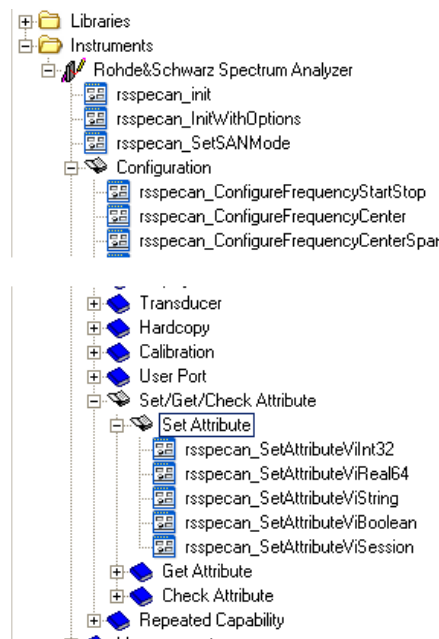 Libraries
Instruments
Rohde&Schwarz Spectrum Analyzer
rsspecan_init
rsspecan_InitWithOptions
rsspecan_SetSANMode
Configuration
rsspecan_ConfigureFrequencyStartStop
rsspecan_ConfigureFrequencyCenter
rsspecan_ConfigureFrequencyCenterSpan
Transducer
Hardcopy
Calibration
User Port
Set/Get/Check Attribute
Set Attribute
rsspecan_SetAttributeViInt32
rsspecan_SetAttributeViReal64
rsspecan_SetAttributeViString
rsspecan_SetAttributeViBoolean
rsspecan_SetAttributeViSession
Get Attribute
Check Attribute
Repeated Capability